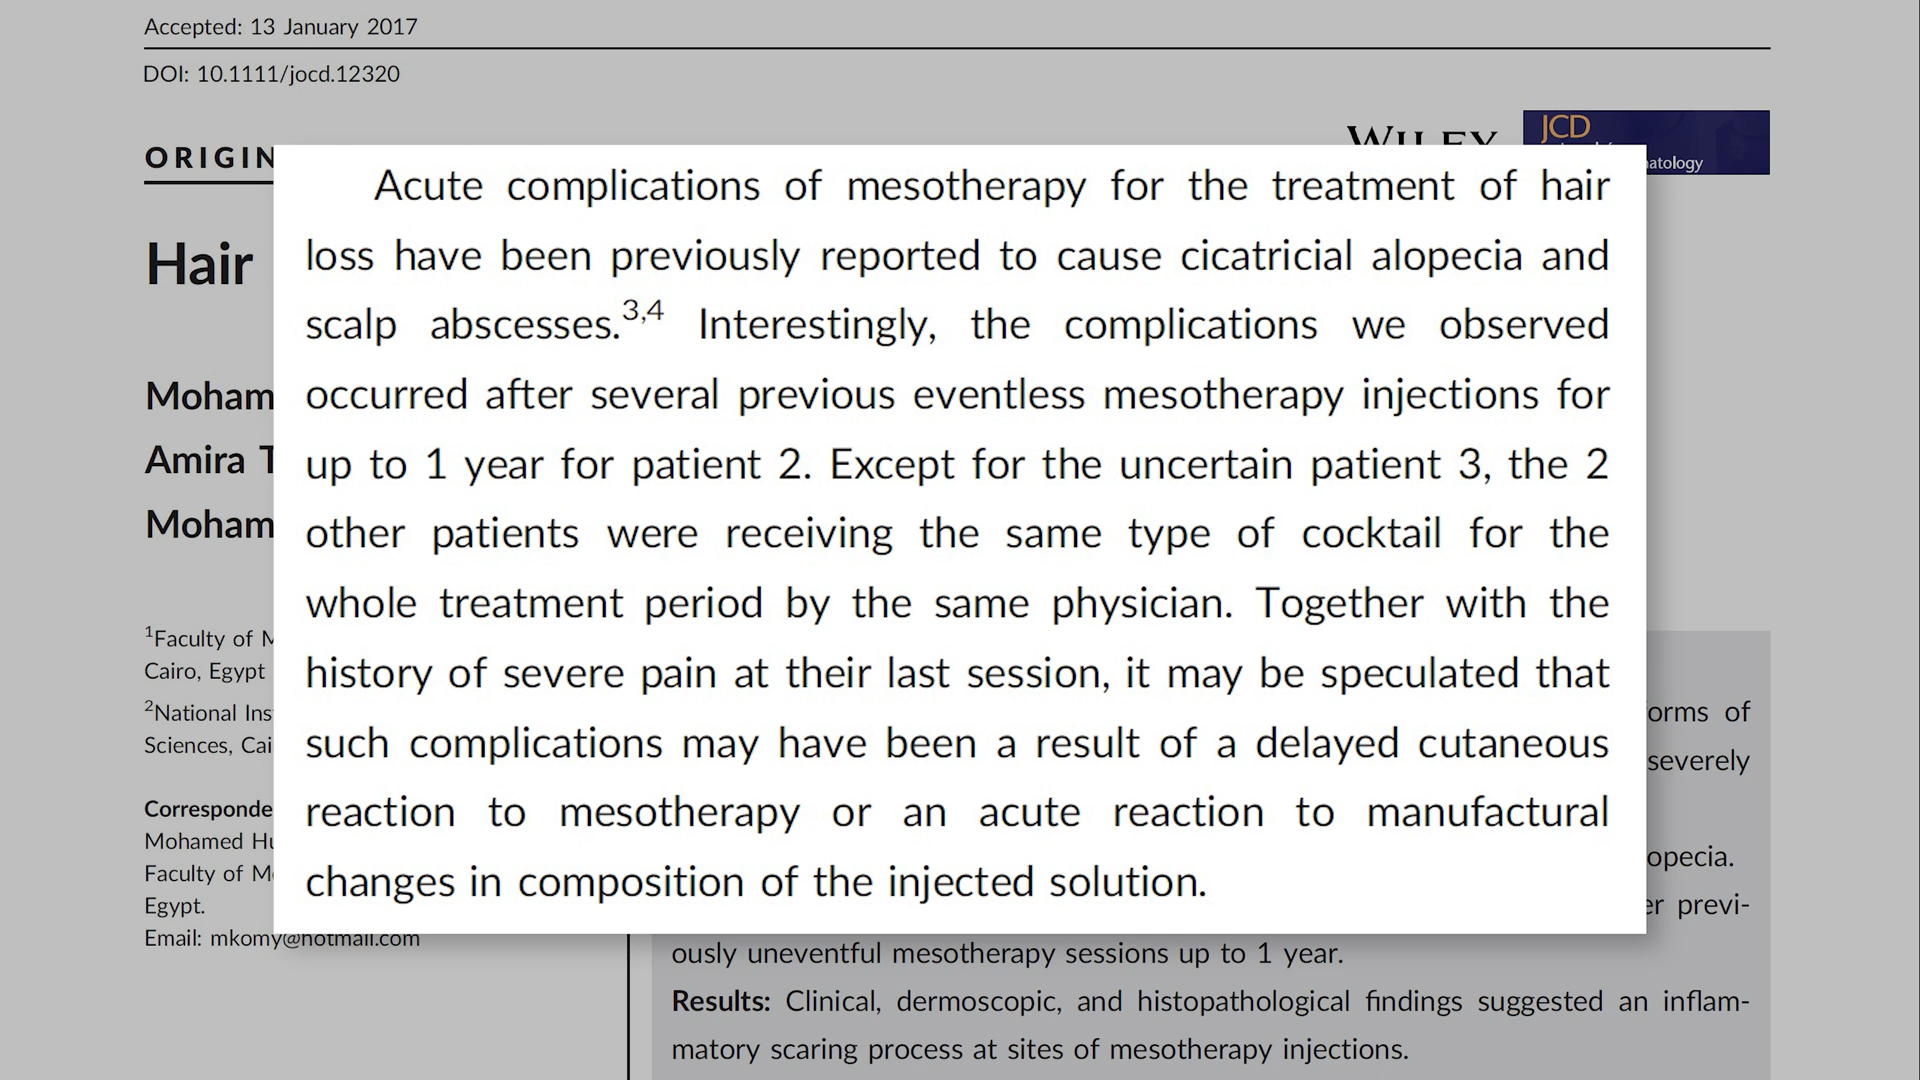 Accepted: 13 January 2017
DOI: 10.1111/jocd.12320
WILEY
JCD
ORIGIN
Hair
Moham
Amira
Moham
Acute complications of mesotherapy for the treatment of hair
loss have been previously reported to cause cicatricial alopecia and
scalp abscesses.3,4 Interestingly, the complications we observed
occurred after several previous eventless mesotherapy injections for
up to 1 year for patient 2. Except for the uncertain patient 3, the 2
other patients were receiving the same type of cocktail for the
whole treatment period by the same physician. Together with the
history of severe pain at their last session, it may be speculated that
such complications may have been a result of a delayed cutaneous
reaction to mesotherapy or an acute reaction to manufactural
changes in composition of the injected solution.
1Faculty of M
Cairo, Egypt
2National Ins
Sciences, Cai
Corresponde
Mohamed Hu
Faculty of M
Egypt.
Email: mkomy@hotmail.com
orms of
severely
opecia.
er previ-
ously uneventful mesotherapy sessions up to 1 year.
Results: Clinical, dermoscopic, and histopathological findings suggested an inflam-
matory scaring process at sites of mesotherapy injections.